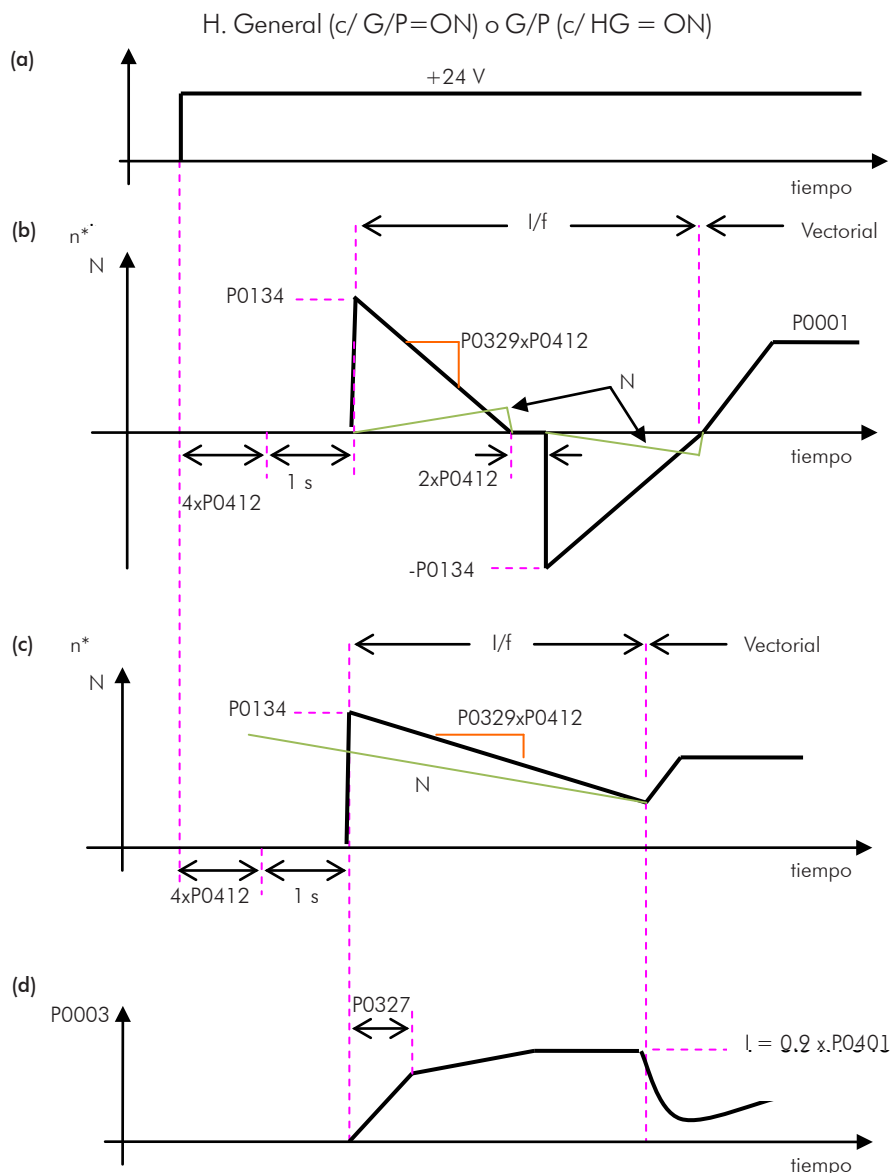 H. General (c/ G/P=ON) o G/P (c/ HG = ON)
(a)
+24 V
tiempo
(b)
n*
N
I/f
Vectorial
P0134
P0329xP0412
N
P0001
tiempo
4xP0412
1 s
2xP0412
-P0134
(c)
n*
N
I/f
Vectorial
P0134
P0329xP0412
N
4xP0412
1 s
tiempo
(d)
P0003
P0327
I = 0.9 x P0401
tiempo